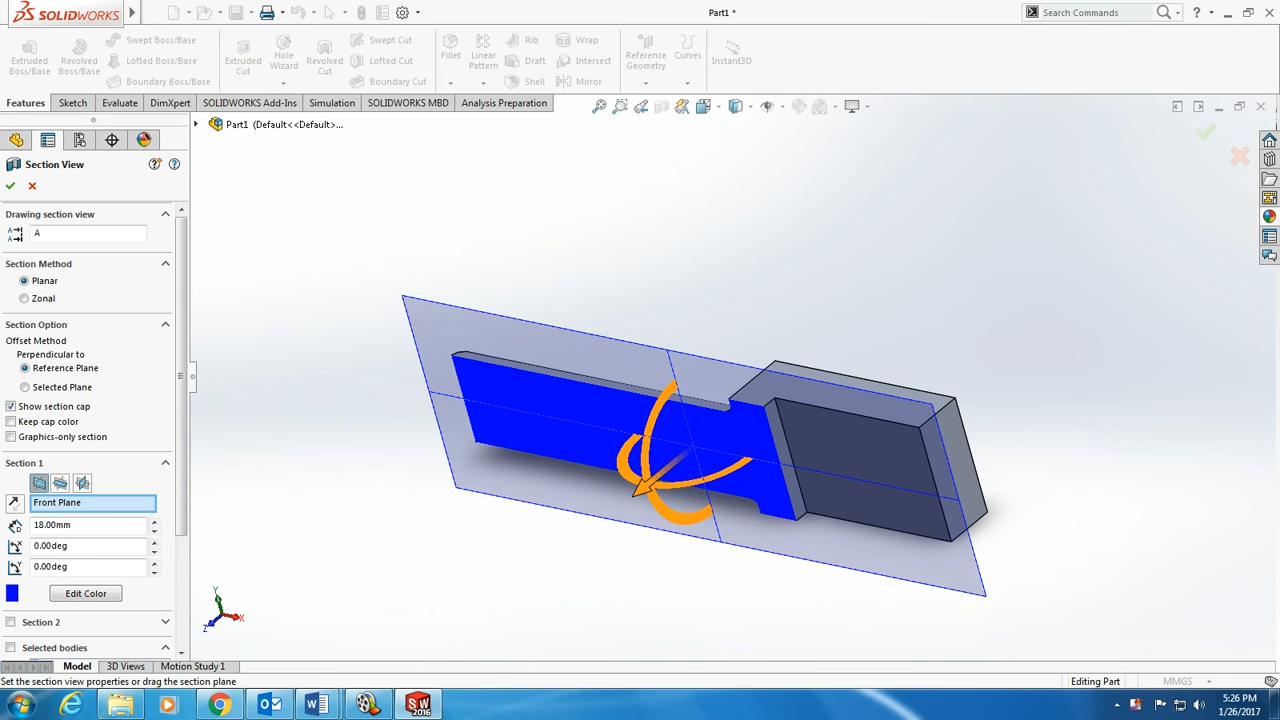 SOLIDWORKS
Part1 *
Search Commands
Extruded Boss/Base
Revolved Boss/Base
Swept Boss/Base
Lofted Boss/Base
Boundary Boss/Base
Extruded Cut
Hole Wizard
Revolved Cut
Swept Cut
Lofted Cut
Boundary Cut
Fillet
Linear Pattern
Rib
Draft
Shell
Wrap
Intersect
Mirror
Reference Geometry
Curves
Instant3D
Features Sketch Evaluate DimXpert SOLIDWORKS Add-Ins Simulation SOLIDWORKS MBD Analysis Preparation
Part1 (Default<<Default>...
Section View
Drawing section view
A
Section Method
Planar
Zonal
Section Option
Offset Method
Perpendicular to
Reference Plane
Selected Plane
Show section cap
Keep cap color
Graphics-only section
Section 1
Front Plane
18.00mm
0.00deg
0.00deg
Edit Color
Section 2
Selected bodies
Y
X
Z
Model 3D Views Motion Study 1
Set the section view properties or drag the section plane
Editing Part
MMGS
SW
2016
5:26 PM
1/26/2017